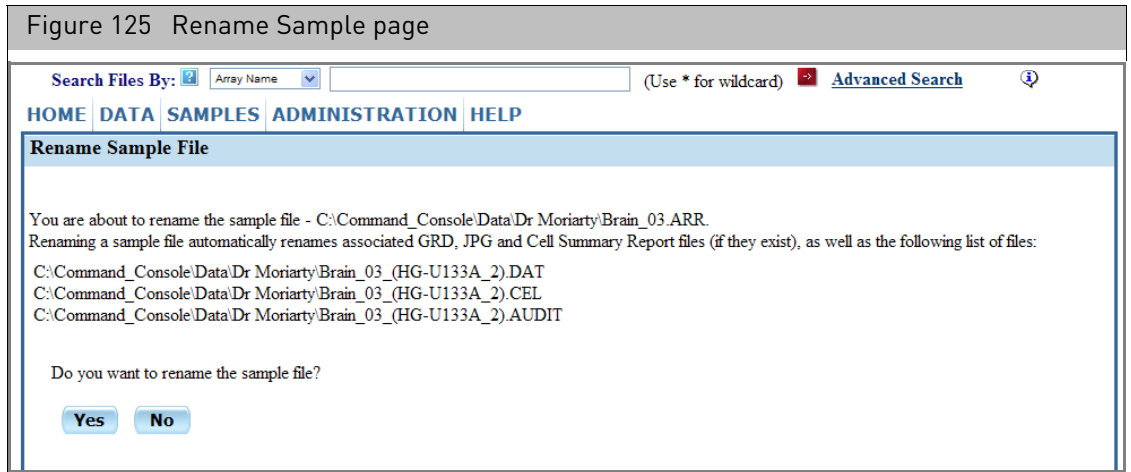 Figure 125 Rename Sample page
Search Files By: ? Array Name (Use * for wildcard) Advanced Search
HOME DATA SAMPLES ADMINISTRATION HELP
Rename Sample File
You are about to rename the sample file - C:\Command_Console\Data\Dr Moriarty\Brain_03.ARR.
Renaming a sample file automatically renames associated GRD, JPG and Cell Summary Report files (if they exist), as well as the following list of files:
C:\Command_Console\Data\Dr Moriarty\Brain_03_(HG-U133A_2).DAT
C:\Command_Console\Data\Dr Moriarty\Brain_03_(HG-U133A_2).CEL
C:\Command_Console\Data\Dr Moriarty\Brain_03_(HG-U133A_2).AUDIT
Do you want to rename the sample file?
Yes No